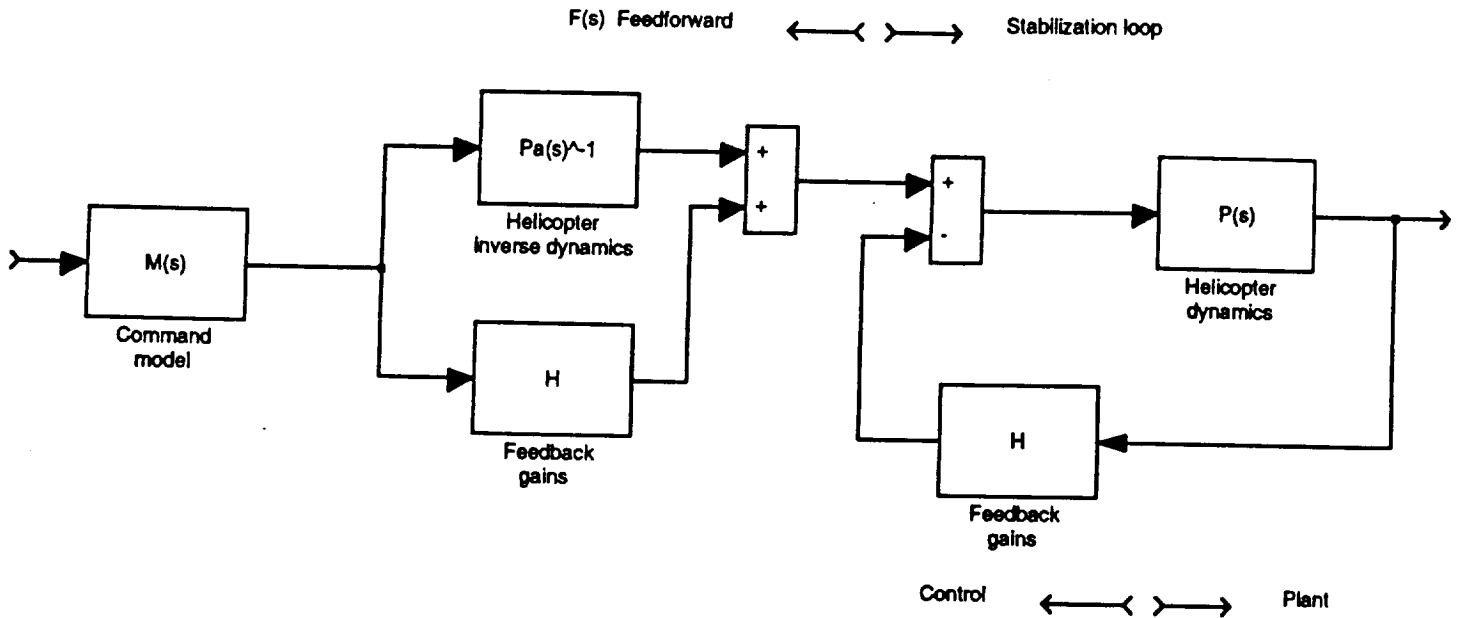 F(s) Feedforward
Stabilization loop
Pa(s)^-1
+
+
Helicopter
inverse dynamics
+
-
P(s)
Helicopter
dynamics
M(s)
Command
model
H
Feedback
gains
H
Feedback
gains
Control
Plant